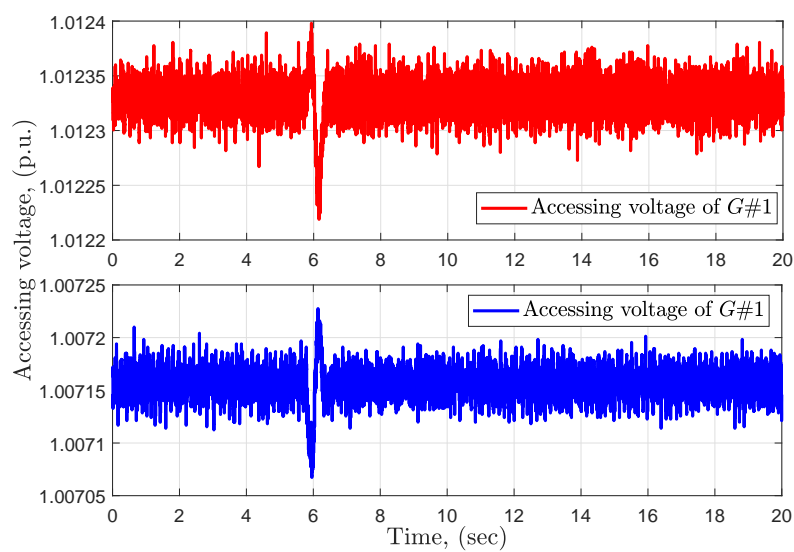 Accessing voltage, (p.u.)
1.0124
1.01235
1.0123
1.01225
1.0122
Accessing voltage of G#1
0 2 4 6 8 10 12 14 16 18 20
1.00725
1.0072
1.00715
1.0071
1.00705
Accessing voltage of G#1
0 2 4 6 8 10 12 14 16 18 20
Time, (sec)